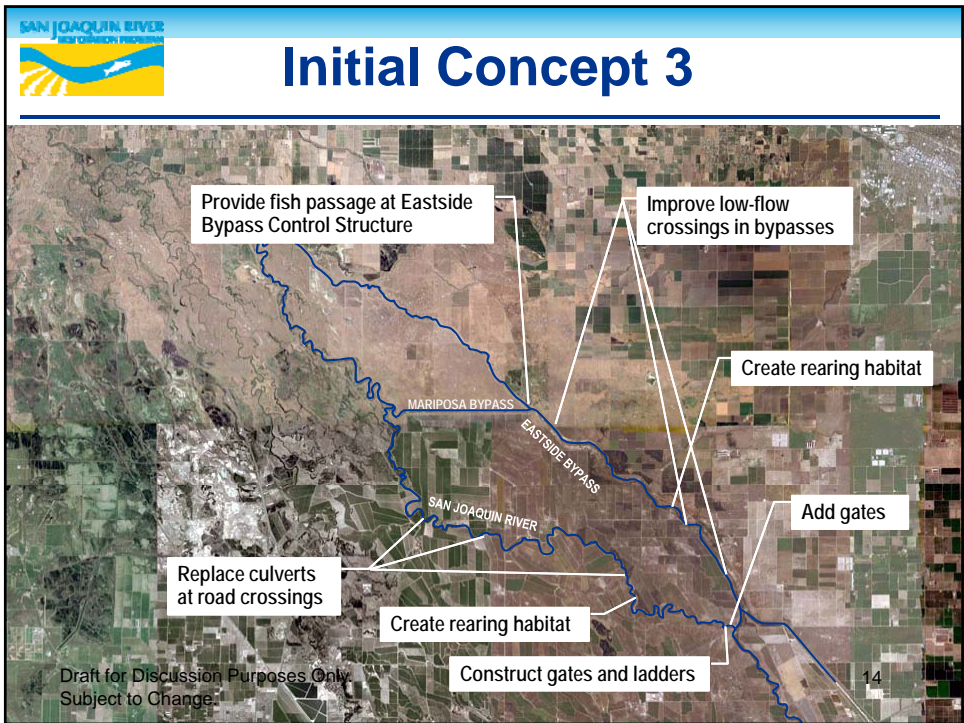 SAN JOAQUIN RIVER
RESTORATION PROGRAM
Initial Concept 3
Provide fish passage at Eastside
Bypass Control Structure
Improve low-flow
crossings in bypasses
Create rearing habitat
MARIPOSA BYPASS
EASTSIDE BYPASS
SAN JOAQUIN RIVER
Add gates
Replace culverts
at road crossings
Create rearing habitat
Construct gates and ladders
Draft for Discussion Purposes Only.
Subject to Change.
14